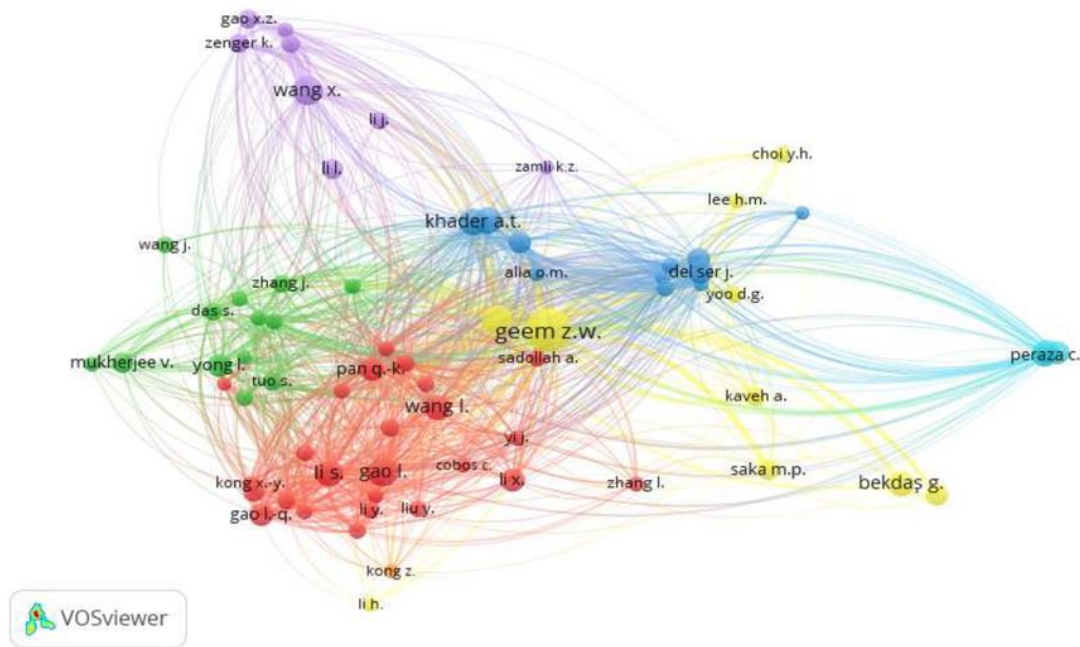 gao x.z.
zenger k.
wang x.
li j.
li l.
zamli k.z.
choi y.h.
lee h.m.
khader a.t.
wang j.
alia o.m.
del ser j.
zhang j.
yoo d.g.
das s.
geem z.w.
mukherjee v.
yong l.
pan q.-k.
sadollah a.
peraza c.
tuo s.
kaveh a.
wang l.
yi j.
cobos c.
li s.
gao l.
saka m.p.
kong x.-y.
li x.
zhang l.
bekdaş g.
gao l.-q.
li y.
liu y.
kong z.
li h.
VOSviewer